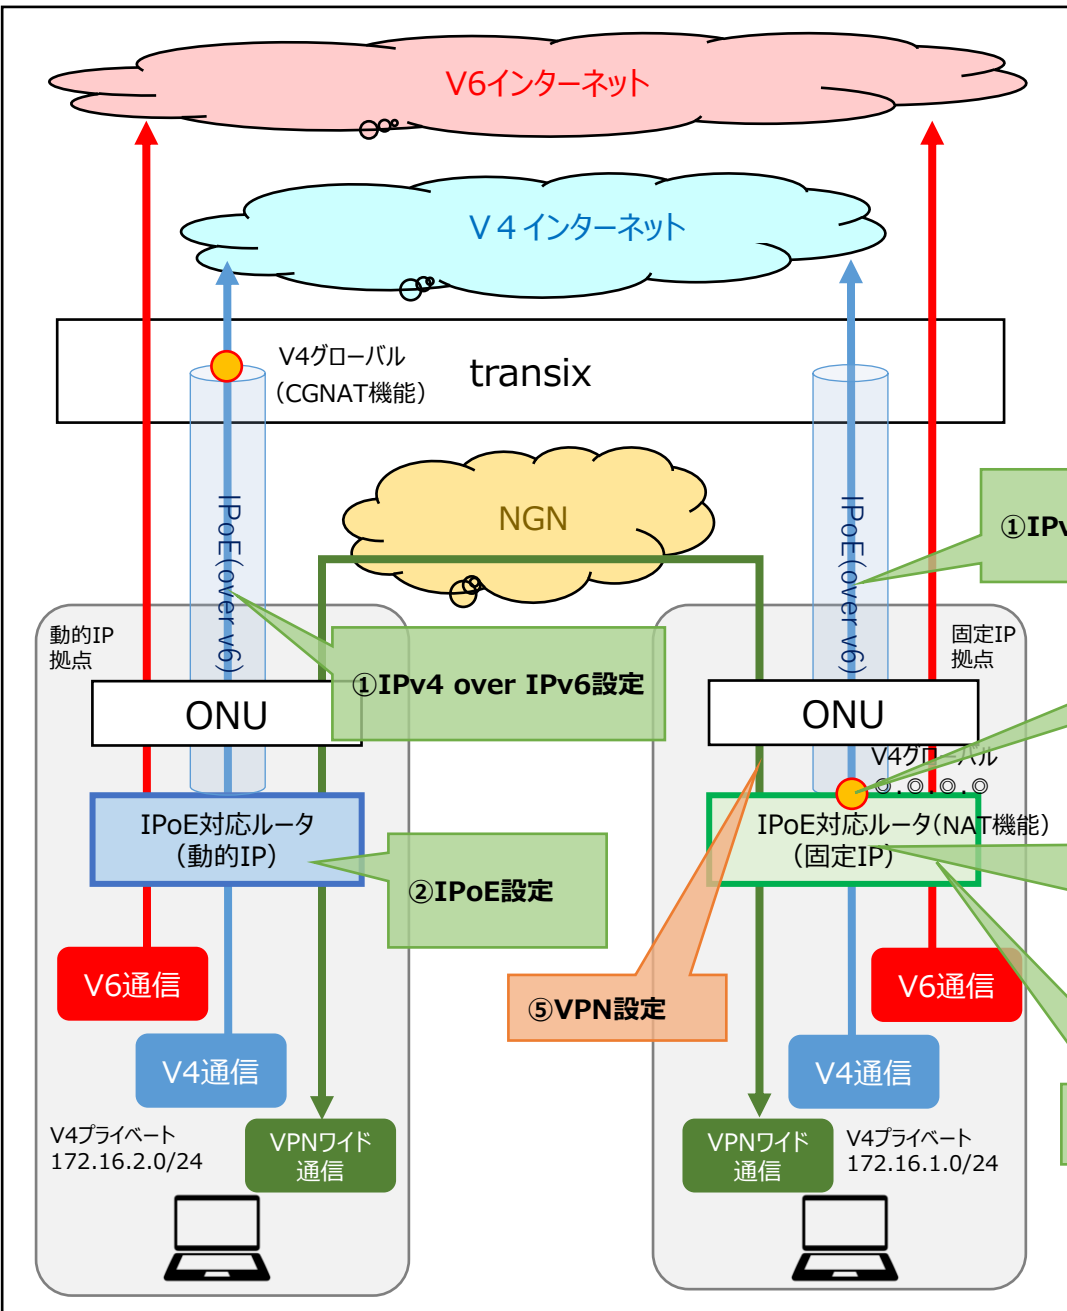 V6インターネット
V４インターネット
V4グローバル
（CGNAT機能）
transix
NGN
IPoE(over v6)
IPoE(over v6)
①IPv
動的IP
拠点
固定IP
拠点
①IPv4 over IPv6設定
ONU
ONU
V4グローバル
◎.◎.◎.◎
IPoE対応ルータ
（動的IP）
IPoE対応ルータ(NAT機能)
（固定IP）
②IPoE設定
V6通信
V6通信
⑤VPN設定
V4通信
V4通信
V4プライベート
172.16.2.0/24
VPNワイド
通信
VPNワイド
通信
V4プライベート
172.16.1.0/24